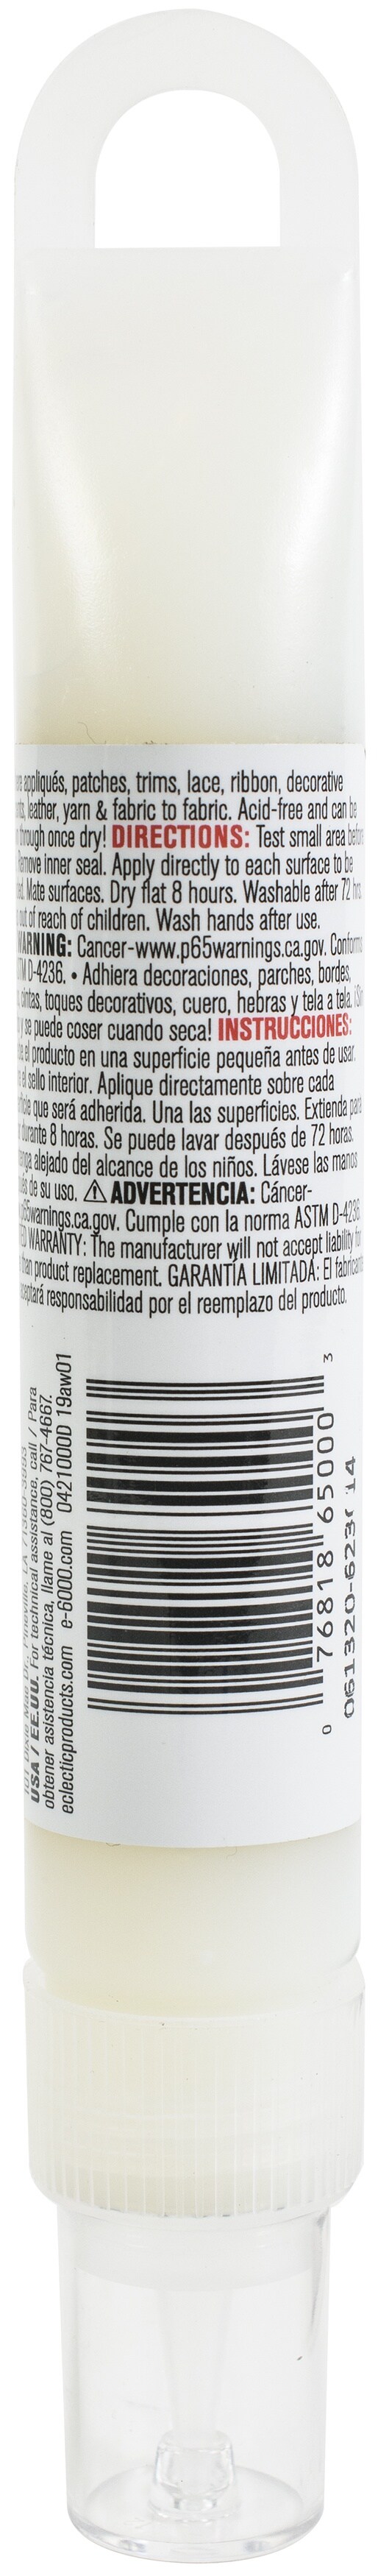 appliqués, patches, trims, lace, ribbon, decorative
leather, yarn & fabric to fabric. Acid-free and can be
through once dry! DIRECTIONS: Test small area before
Remove inner seal. Apply directly to each surface to be
Mate surfaces. Dry flat 8 hours. Washable after 72 hrs.
out of reach of children. Wash hands after use.
WARNING: Cancer-www.p65warnings.ca.gov. Conforms
D-4236. • Adhiera decoraciones, parches, bordes,
cintas, toques decorativos, cuero, hebras y tela a tela. ¡Sin
y se puede coser cuando seca! INSTRUCCIONES:
el producto en una superficie pequeña antes de usar.
el sello interior. Aplique directamente sobre cada
que será adherida. Una las superficies. Extienda para
durante 8 horas. Se puede lavar después de 72 horas.
alejado del alcance de los niños. Lávese las manos
de su uso. ⚠ ADVERTENCIA: Cáncer-
p65warnings.ca.gov. Cumple con la norma ASTM D-4236.
WARRANTY: The manufacturer will not accept liability for
than product replacement. GARANTÍA LIMITADA: El fabricante
responsabilidad por el reemplazo del producto.
Pineville, LA
USA / EE.UU. For technical assistance, call / Para
obtener asistencia técnica, llame al (800) 767-4667.
eclecticproducts.com e-6000.com 0421000D 19aw01
0 76818 65000 3
061320-623 14